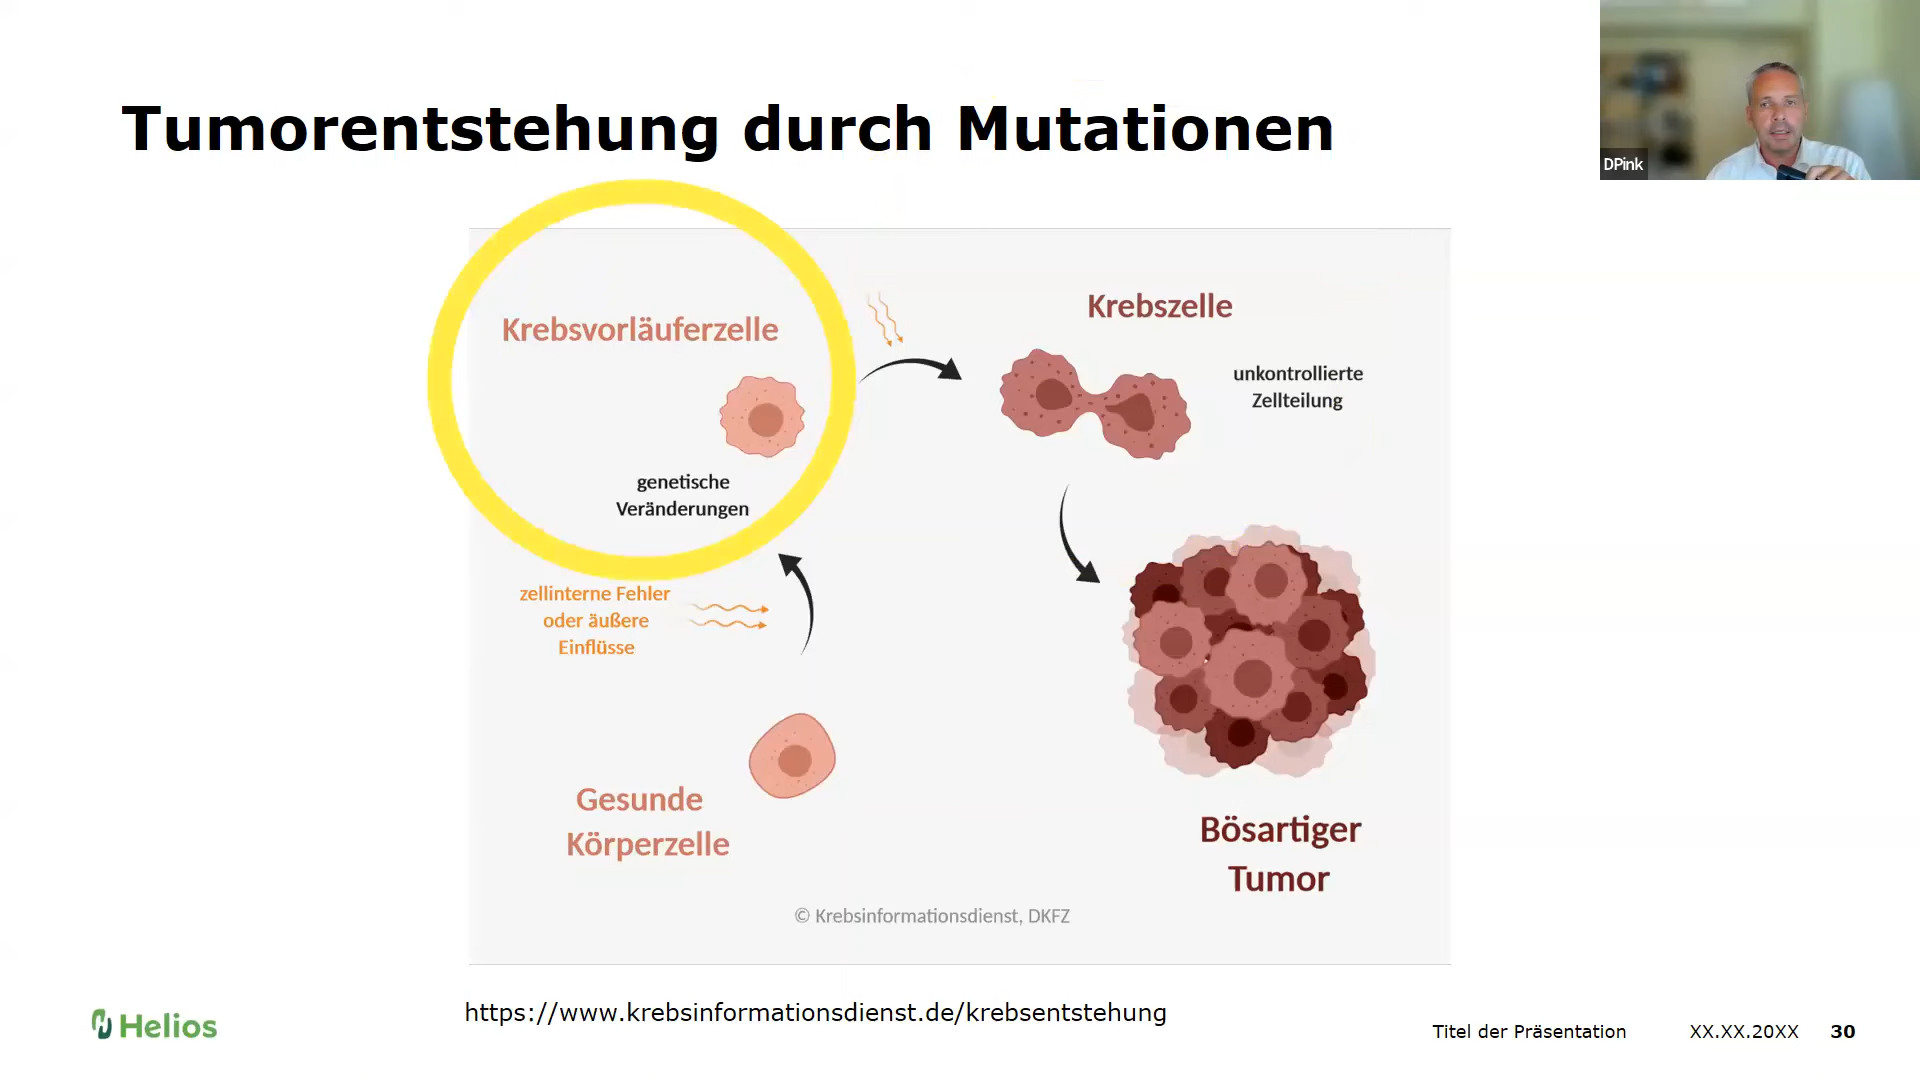 Tumorentstehung durch Mutationen
DPink
Krebsvorläuferzelle
genetische
Veränderungen
Krebszelle
unkontrollierte
Zellteilung
zellinterne Fehler
oder äußere
Einflüsse
Gesunde
Körperzelle
Bösartiger
Tumor
© Krebsinformationsdienst, DKFZ
https://www.krebsinformationsdienst.de/krebsentstehung
Helios
Titel der Präsentation XX.XX.20XX 30